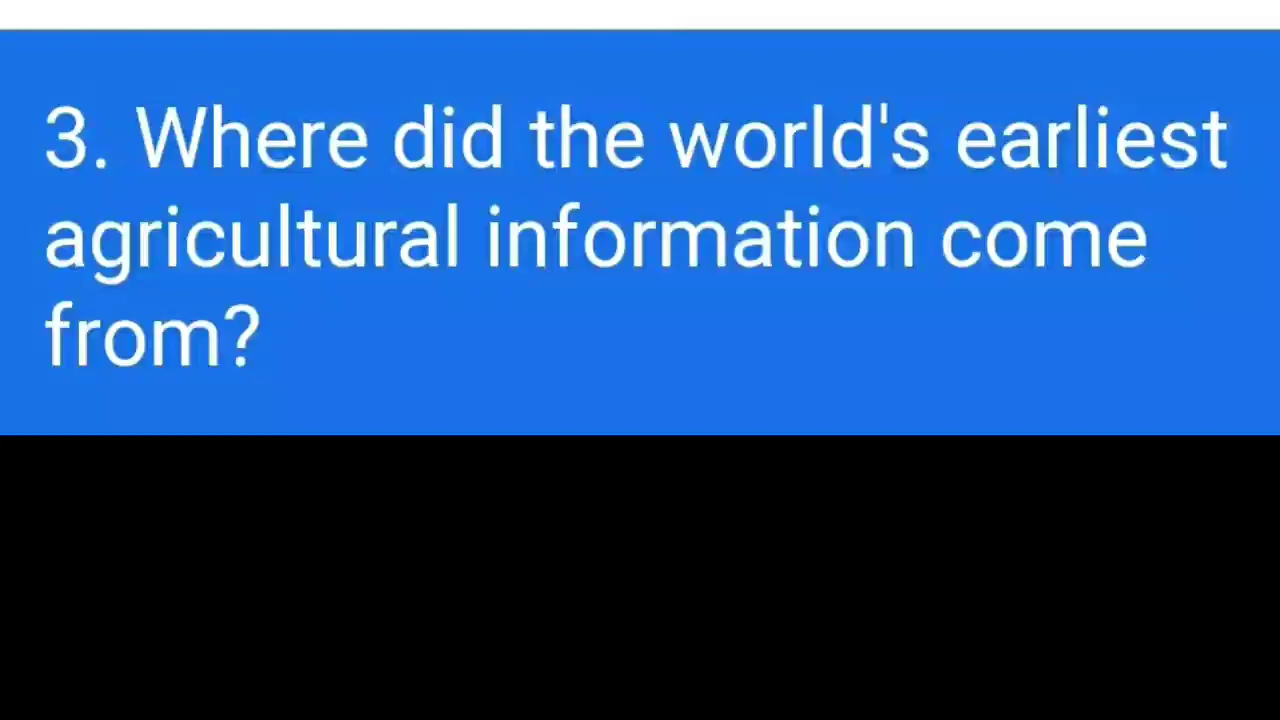 3. Where did the world's earliest
agricultural information come
from?